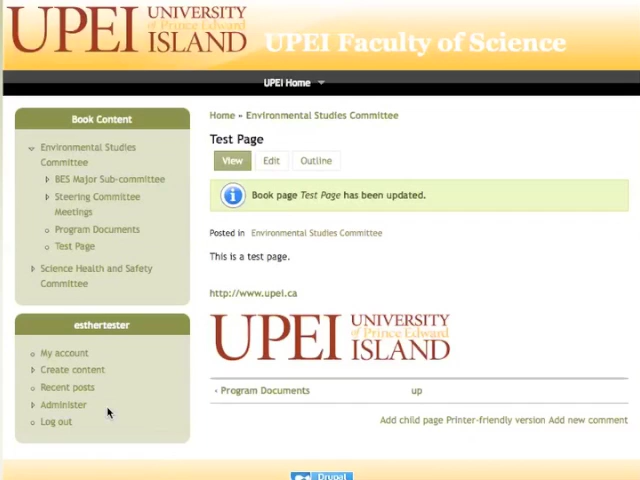 UPEI UNIVERSITY
of Prince Edward
ISLAND
UPEI Faculty of Science
UPEI Home
Book Content
Environmental Studies
Committee
BES Major Sub-committee
Steering Committee
Meetings
Program Documents
Test Page
Science Health and Safety
Committee
esthertester
My account
Create content
Recent posts
Administer
Log out
Home » Environmental Studies Committee
Test Page
View Edit Outline
Book page Test Page has been updated.
Posted in Environmental Studies Committee
This is a test page.
http://www.upei.ca
UPEI UNIVERSITY
of Prince Edward
ISLAND
‹ Program Documents up
Add child page Printer-friendly version Add new comment
Drupal